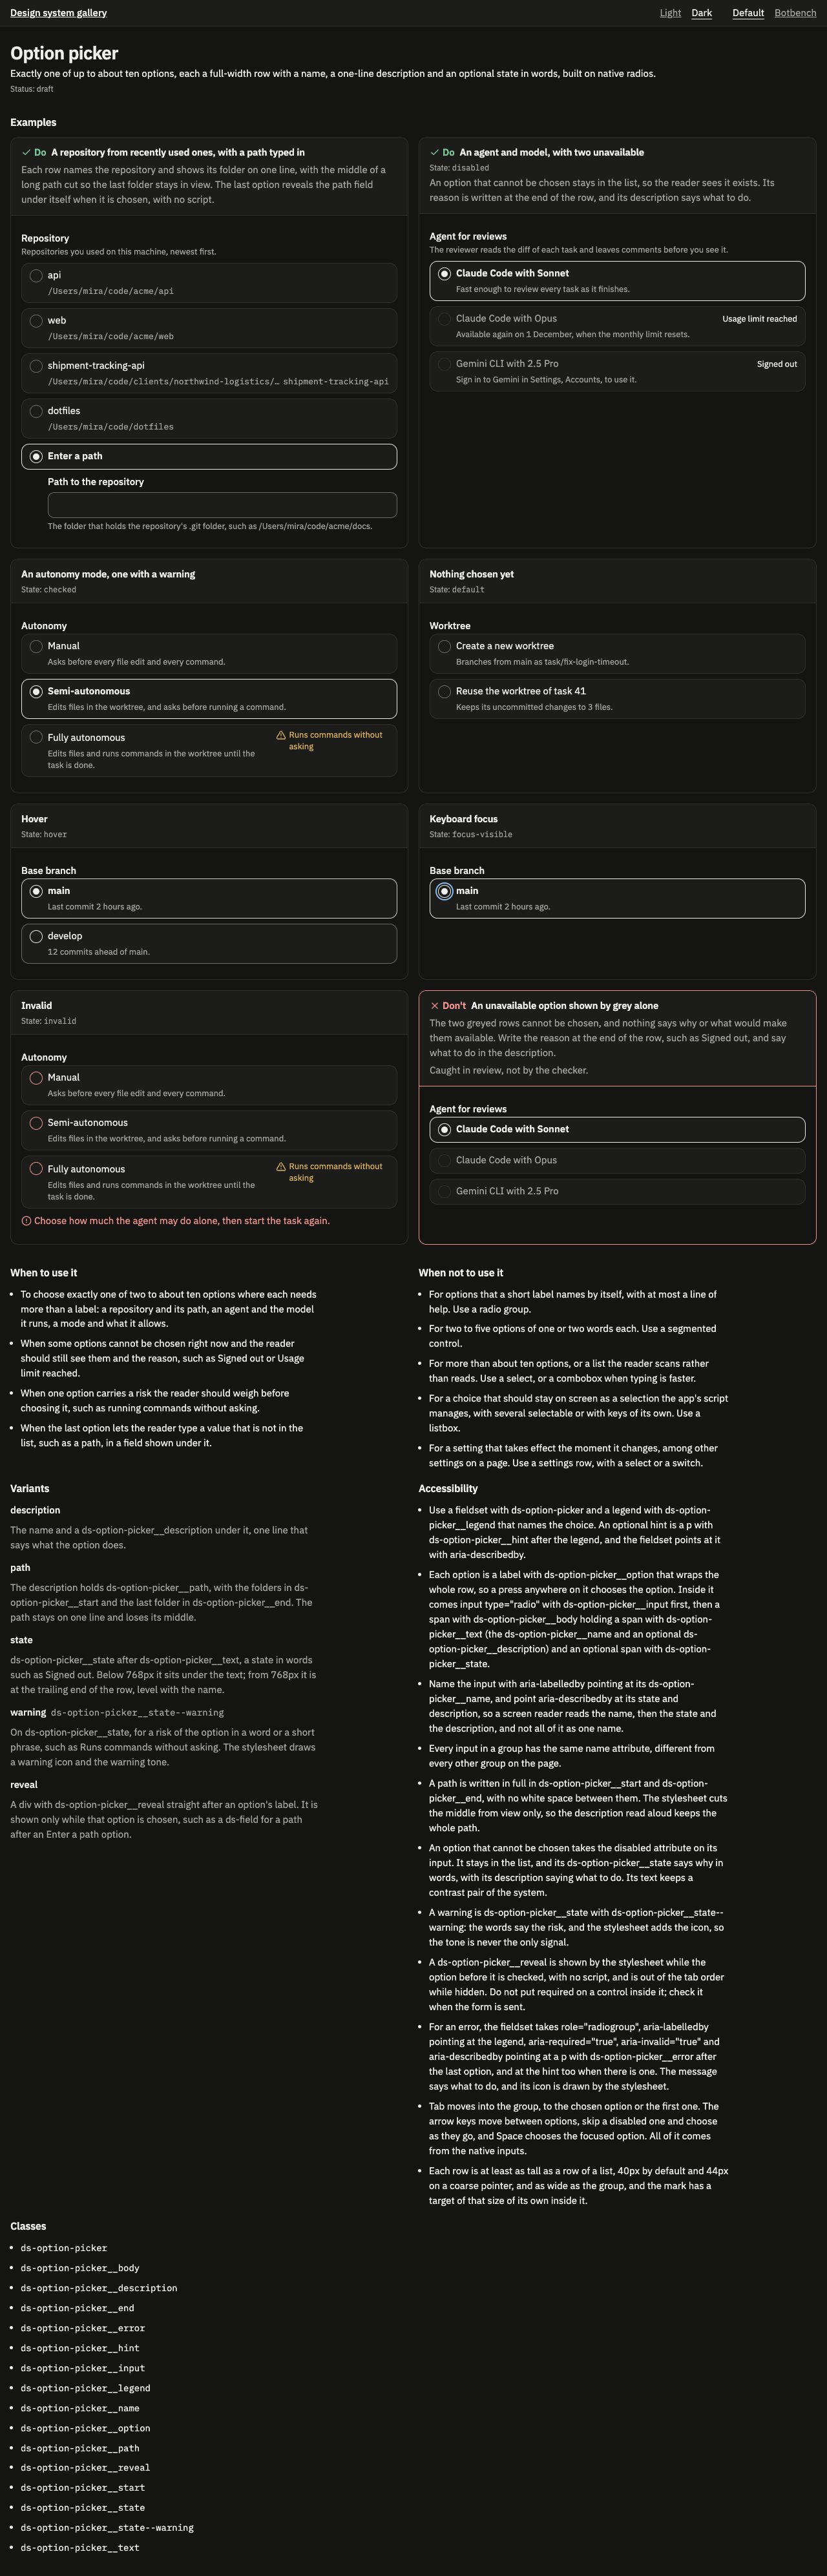 Design system gallery
Light Dark Default Botbench
Option picker
Exactly one of up to about ten options, each a full-width row with a name, a one-line description and an optional state in words, built on native radios.
Status: draft
Examples
Do A repository from recently used ones, with a path typed in
Each row names the repository and shows its folder on one line, with the middle of a
long path cut so the last folder stays in view. The last option reveals the path field
under itself when it is chosen, with no script.
Repository
Repositories you used on this machine, newest first.
api
/Users/mira/code/acme/api
web
/Users/mira/code/acme/web
shipment-tracking-api
/Users/mira/code/clients/northwind-logistics/… shipment-tracking-api
dotfiles
/Users/mira/code/dotfiles
Enter a path
Path to the repository
The folder that holds the repository's .git folder, such as /Users/mira/code/acme/docs.
Do An agent and model, with two unavailable
State: disabled
An option that cannot be chosen stays in the list, so the reader sees it exists. Its
reason is written at the end of the row, and its description says what to do.
Agent for reviews
The reviewer reads the diff of each task and leaves comments before you see it.
Claude Code with Sonnet
Fast enough to review every task as it finishes.
Claude Code with Opus
Usage limit reached
Available again on 1 December, when the monthly limit resets.
Gemini CLI with 2.5 Pro
Signed out
Sign in to Gemini in Settings, Accounts, to use it.
An autonomy mode, one with a warning
State: checked
Autonomy
Manual
Asks before every file edit and every command.
Semi-autonomous
Edits files in the worktree, and asks before running a command.
Fully autonomous
Edits files and runs commands in the worktree until the
task is done.
Runs commands without
asking
Nothing chosen yet
State: default
Worktree
Create a new worktree
Branches from main as task/fix-login-timeout.
Reuse the worktree of task 41
Keeps its uncommitted changes to 3 files.
Hover
State: hover
Base branch
main
Last commit 2 hours ago.
develop
12 commits ahead of main.
Keyboard focus
State: focus-visible
Base branch
main
Last commit 2 hours ago.
Invalid
State: invalid
Autonomy
Manual
Asks before every file edit and every command.
Semi-autonomous
Edits files in the worktree, and asks before running a command.
Fully autonomous
Edits files and runs commands in the worktree until the
task is done.
Runs commands without
asking
Choose how much the agent may do alone, then start the task again.
Don't An unavailable option shown by grey alone
The two greyed rows cannot be chosen, and nothing says why or what would make
them available. Write the reason at the end of the row, such as Signed out, and say
what to do in the description.
Caught in review, not by the checker.
Agent for reviews
Claude Code with Sonnet
Claude Code with Opus
Gemini CLI with 2.5 Pro
When to use it
To choose exactly one of two to about ten options where each needs
more than a label: a repository and its path, an agent and the model
it runs, a mode and what it allows.
When some options cannot be chosen right now and the reader
should still see them and the reason, such as Signed out or Usage
limit reached.
When one option carries a risk the reader should weigh before
choosing it, such as running commands without asking.
When the last option lets the reader type a value that is not in the
list, such as a path, in a field shown under it.
When not to use it
For options that a short label names by itself, with at most a line of
help. Use a radio group.
For two to five options of one or two words each. Use a segmented
control.
For more than about ten options, or a list the reader scans rather
than reads. Use a select, or a combobox when typing is faster.
For a choice that should stay on screen as a selection the app's script
manages, with several selectable or with keys of its own. Use a
listbox.
For a setting that takes effect the moment it changes, among other
settings on a page. Use a settings row, with a select or a switch.
Variants
description
The name and a ds-option-picker__description under it, one line that
says what the option does.
path
The description holds ds-option-picker__path, with the folders in ds-
option-picker__start and the last folder in ds-option-picker__end. The
path stays on one line and loses its middle.
state
ds-option-picker__state after ds-option-picker__text, a state in words
such as Signed out. Below 768px it sits under the text; from 768px it is
at the trailing end of the row, level with the name.
warning ds-option-picker__state--warning
On ds-option-picker__state, for a risk of the option in a word or a short
phrase, such as Runs commands without asking. The stylesheet draws
a warning icon and the warning tone.
reveal
A div with ds-option-picker__reveal straight after an option's label. It is
shown only while that option is chosen, such as a ds-field for a path
after an Enter a path option.
Accessibility
Use a fieldset with ds-option-picker and a legend with ds-option-
picker__legend that names the choice. An optional hint is a p with
ds-option-picker__hint after the legend, and the fieldset points at it
with aria-describedby.
Each option is a label with ds-option-picker__option that wraps the
whole row, so a press anywhere on it chooses the option. Inside it
comes input type="radio" with ds-option-picker__input first, then a
span with ds-option-picker__body holding a span with ds-option-
picker__text (the ds-option-picker__name and an optional ds-
option-picker__description) and an optional span with ds-option-
picker__state.
Name the input with aria-labelledby pointing at its ds-option-
picker__name, and point aria-describedby at its state and
description, so a screen reader reads the name, then the state and
the description, and not all of it as one name.
Every input in a group has the same name attribute, different from
every other group on the page.
A path is written in full in ds-option-picker__start and ds-option-
picker__end, with no white space between them. The stylesheet cuts
the middle from view only, so the description read aloud keeps the
whole path.
An option that cannot be chosen takes the disabled attribute on its
input. It stays in the list, and its ds-option-picker__state says why in
words, with its description saying what to do. Its text keeps a
contrast pair of the system.
A warning is ds-option-picker__state with ds-option-picker__state--
warning: the words say the risk, and the stylesheet adds the icon, so
the tone is never the only signal.
A ds-option-picker__reveal is shown by the stylesheet while the
option before it is checked, with no script, and is out of the tab order
while hidden. Do not put required on a control inside it; check it
when the form is sent.
For an error, the fieldset takes role="radiogroup", aria-labelledby
pointing at the legend, aria-required="true", aria-invalid="true" and
aria-describedby pointing at a p with ds-option-picker__error after
the last option, and at the hint too when there is one. The message
says what to do, and its icon is drawn by the stylesheet.
Tab moves into the group, to the chosen option or the first one. The
arrow keys move between options, skip a disabled one and choose
as they go, and Space chooses the focused option. All of it comes
from the native inputs.
Each row is at least as tall as a row of a list, 40px by default and 44px
on a coarse pointer, and as wide as the group, and the mark has a
target of that size of its own inside it.
Classes
ds-option-picker
ds-option-picker__body
ds-option-picker__description
ds-option-picker__end
ds-option-picker__error
ds-option-picker__hint
ds-option-picker__input
ds-option-picker__legend
ds-option-picker__name
ds-option-picker__option
ds-option-picker__path
ds-option-picker__reveal
ds-option-picker__start
ds-option-picker__state
ds-option-picker__state--warning
ds-option-picker__text